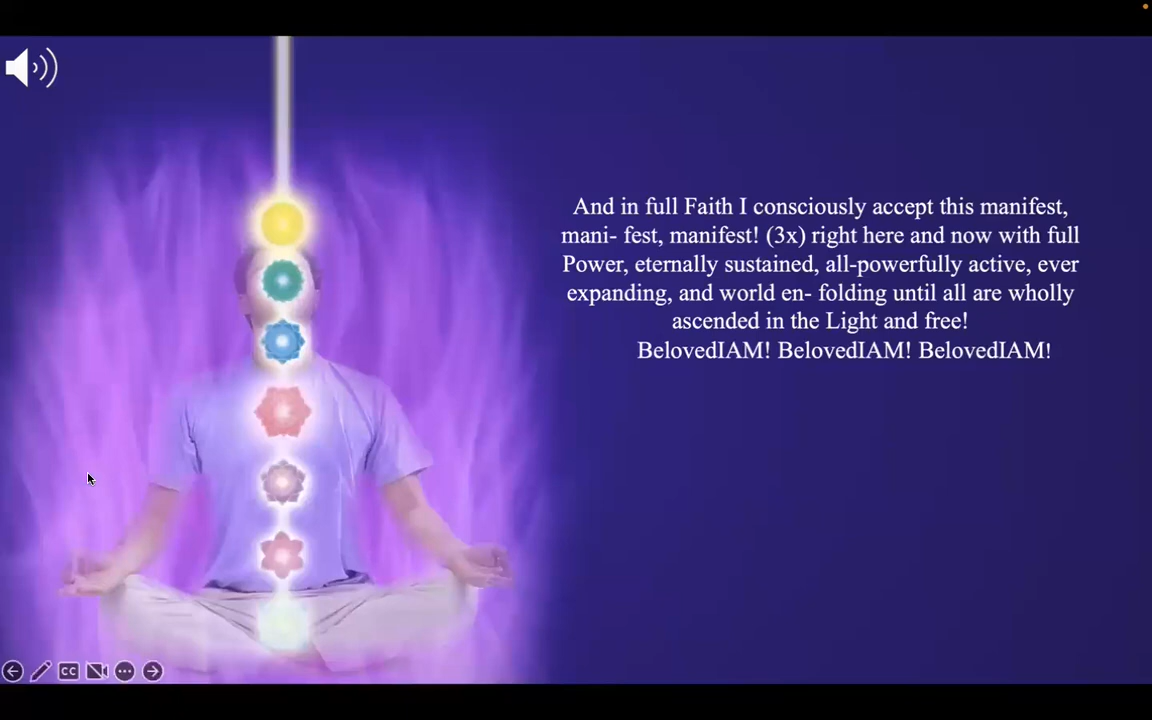 And in full Faith I consciously accept this manifest,
mani- fest, manifest! (3x) right here and now with full
Power, eternally sustained, all-powerfully active, ever
expanding, and world en- folding until all are wholly
ascended in the Light and free!
BelovedIAM! BelovedIAM! BelovedIAM!
CC